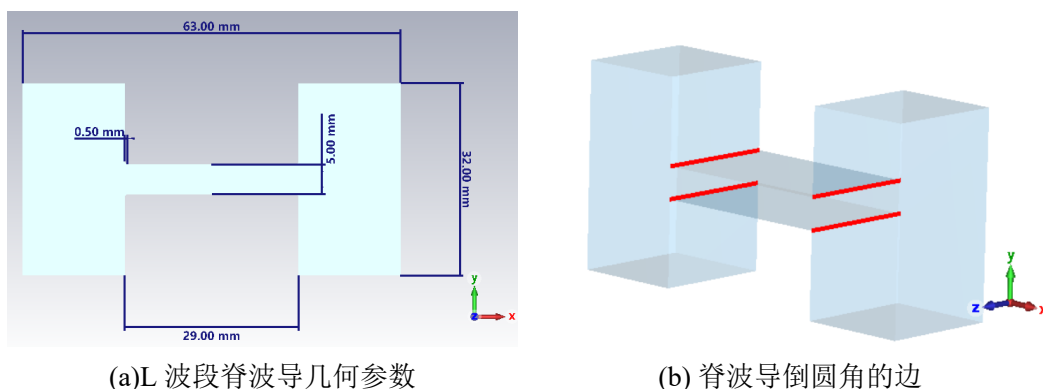 63.00 mm
0.50 mm
5.00 mm
32.00 mm
29.00 mm
y
z
x
y
z
x
(a)L 波段脊波导几何参数
(b) 脊波导倒圆角的边